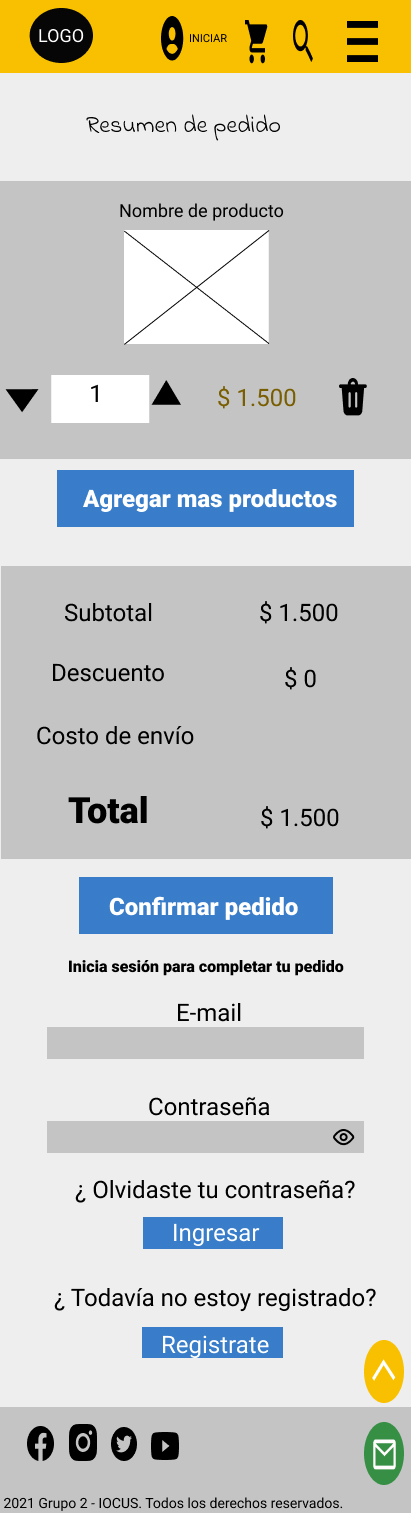 LOGO
INICIAR
Resumen de pedido
Nombre de producto
1
$ 1.500
Agregar mas productos
Subtotal
$ 1.500
Descuento
$ 0
Costo de envío
Total
$ 1.500
Confirmar pedido
Inicia sesión para completar tu pedido
E-mail
Contraseña
¿ Olvidaste tu contraseña?
Ingresar
¿ Todavía no estoy registrado?
Registrate
2021 Grupo 2 - IOCUS. Todos los derechos reservados.